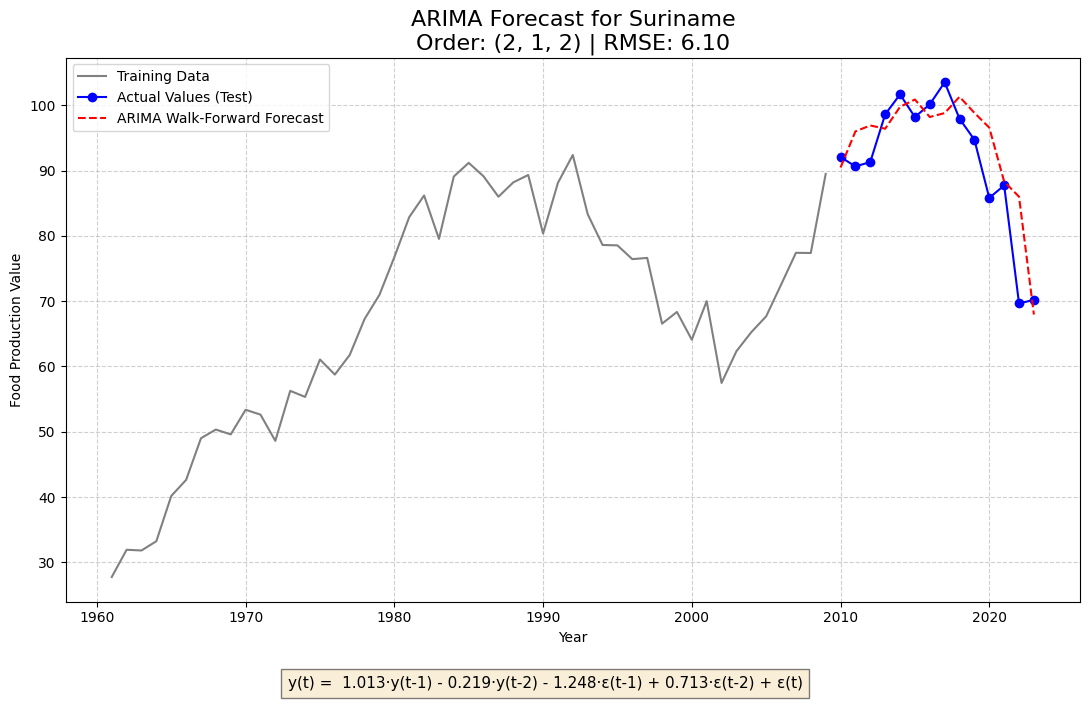 ARIMA Forecast for Suriname
Order: (2, 1, 2) | RMSE: 6.10
Training Data
Actual Values (Test)
ARIMA Walk-Forward Forecast
Food Production Value
100
90
80
70
60
50
40
30
1960
1970
1980
1990
2000
2010
2020
Year
y(t) =  1.013·y(t-1) - 0.219·y(t-2) - 1.248·ε(t-1) + 0.713·ε(t-2) + ε(t)